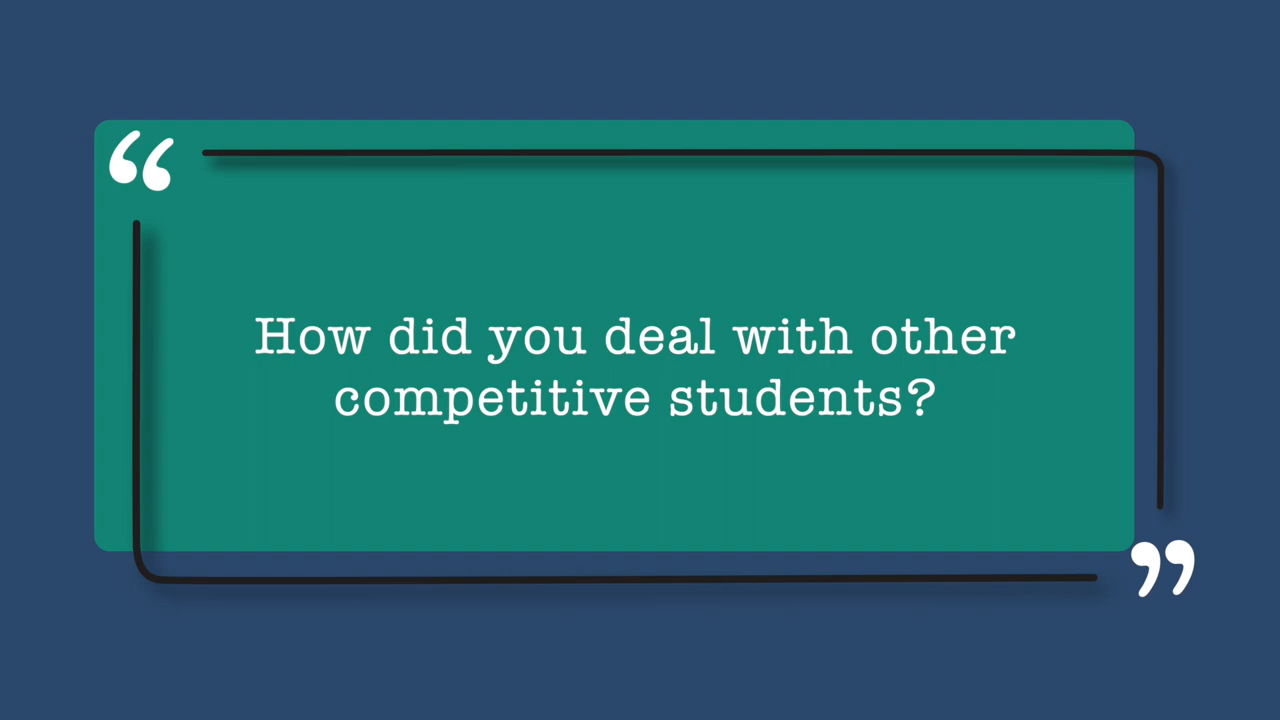 “
How did you deal with other
competitive students?
”